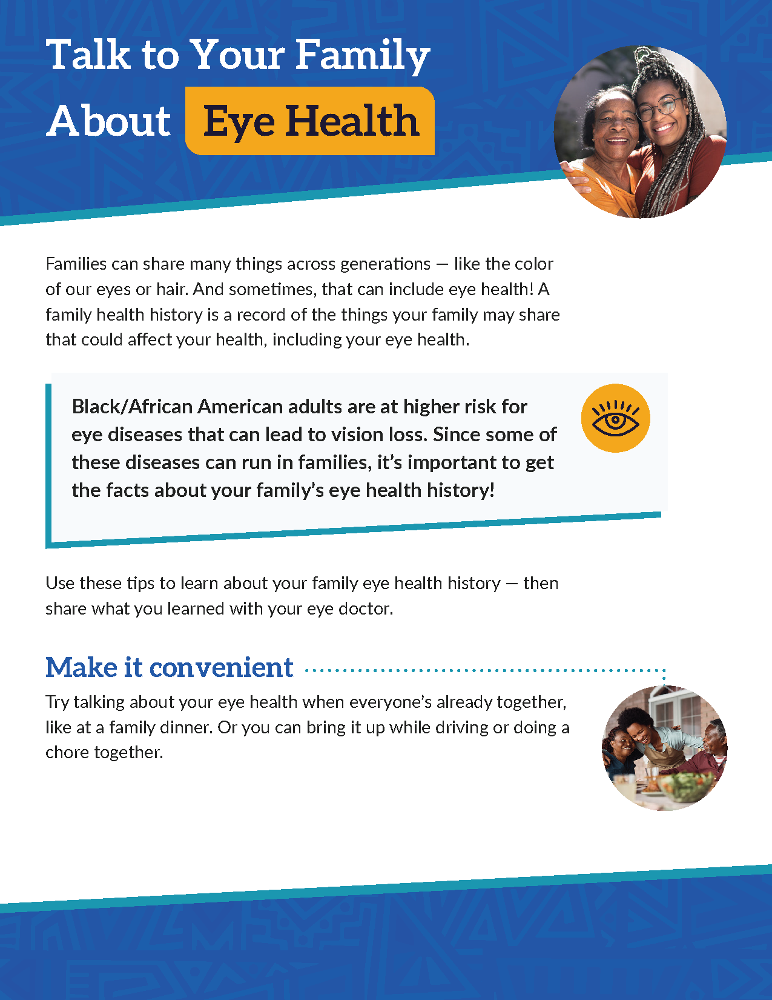 Talk to Your Family
About Eye Health
Families can share many things across generations — like the color
of our eyes or hair. And sometimes, that can include eye health! A
family health history is a record of the things your family may share
that could affect your health, including your eye health.
Black/African American adults are at higher risk for
eye diseases that can lead to vision loss. Since some of
these diseases can run in families, it’s important to get
the facts about your family’s eye health history!
Use these tips to learn about your family eye health history — then
share what you learned with your eye doctor.
Make it convenient
Try talking about your eye health when everyone’s already together,
like at a family dinner. Or you can bring it up while driving or doing a
chore together.